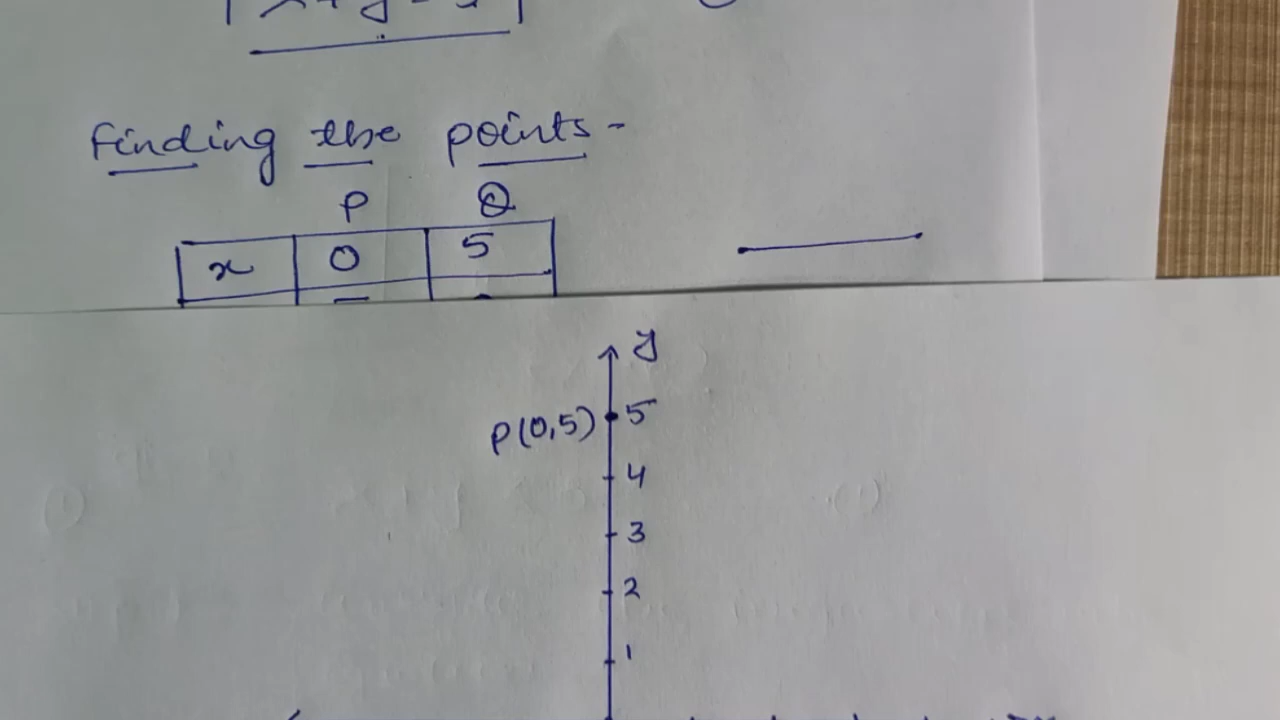 finding the points-
P Q
x 0 5
y
P(0,5) 5
4
3
2
1